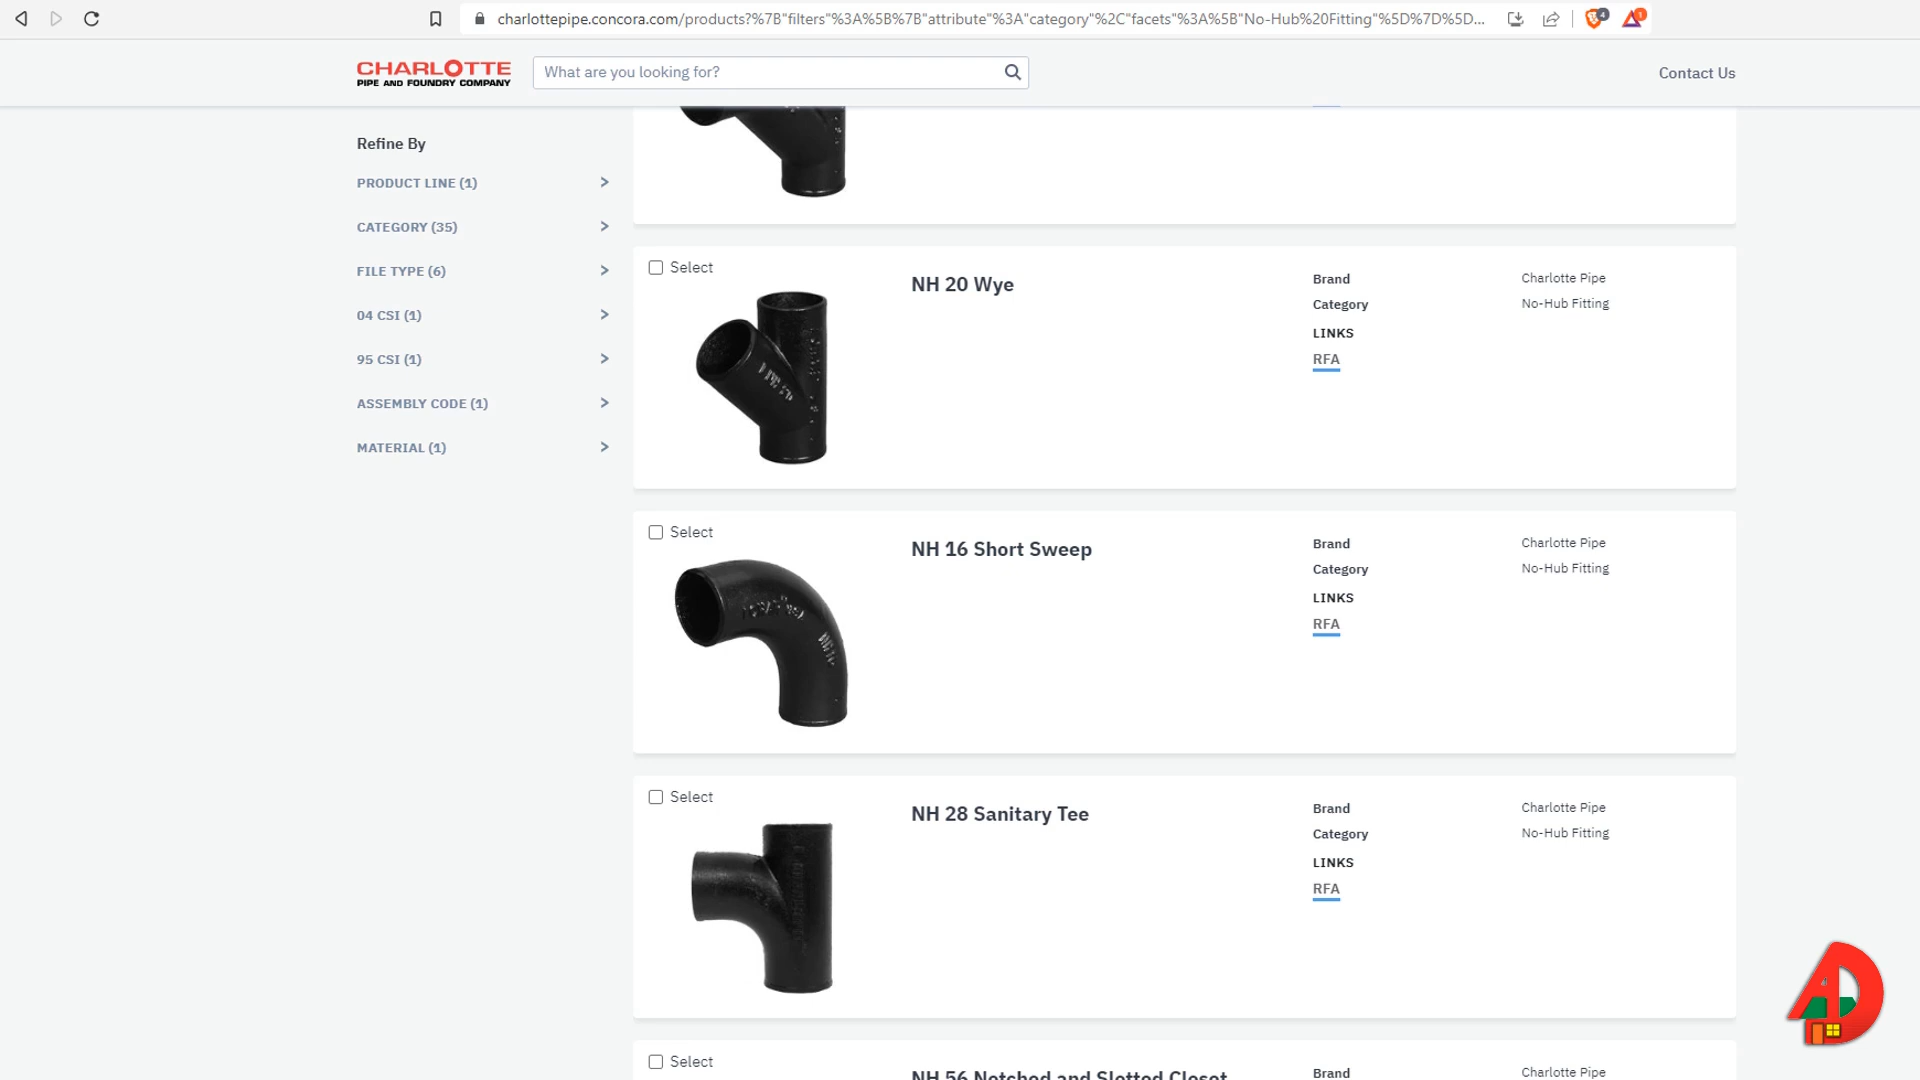 charlottepipe.concora.com/products?%7B"filters"%3A%5B%7B"attribute"%3A"category"%2C"facets"%3A%5B"No-Hub%20Fitting"%5D%7D%5D...
4
1
CHARLOTTE
PIPE AND FOUNDRY COMPANY
What are you looking for?
Contact Us
Refine By
PRODUCT LINE (1)
CATEGORY (35)
FILE TYPE (6)
04 CSI (1)
95 CSI (1)
ASSEMBLY CODE (1)
MATERIAL (1)
Select
NH 20 Wye
Brand Charlotte Pipe
Category No-Hub Fitting
LINKS
RFA
Select
NH 16 Short Sweep
Brand Charlotte Pipe
Category No-Hub Fitting
LINKS
RFA
Select
NH 28 Sanitary Tee
Brand Charlotte Pipe
Category No-Hub Fitting
LINKS
RFA
Select
NH 56 Notched and Slotted Closet
Brand Charlotte Pipe